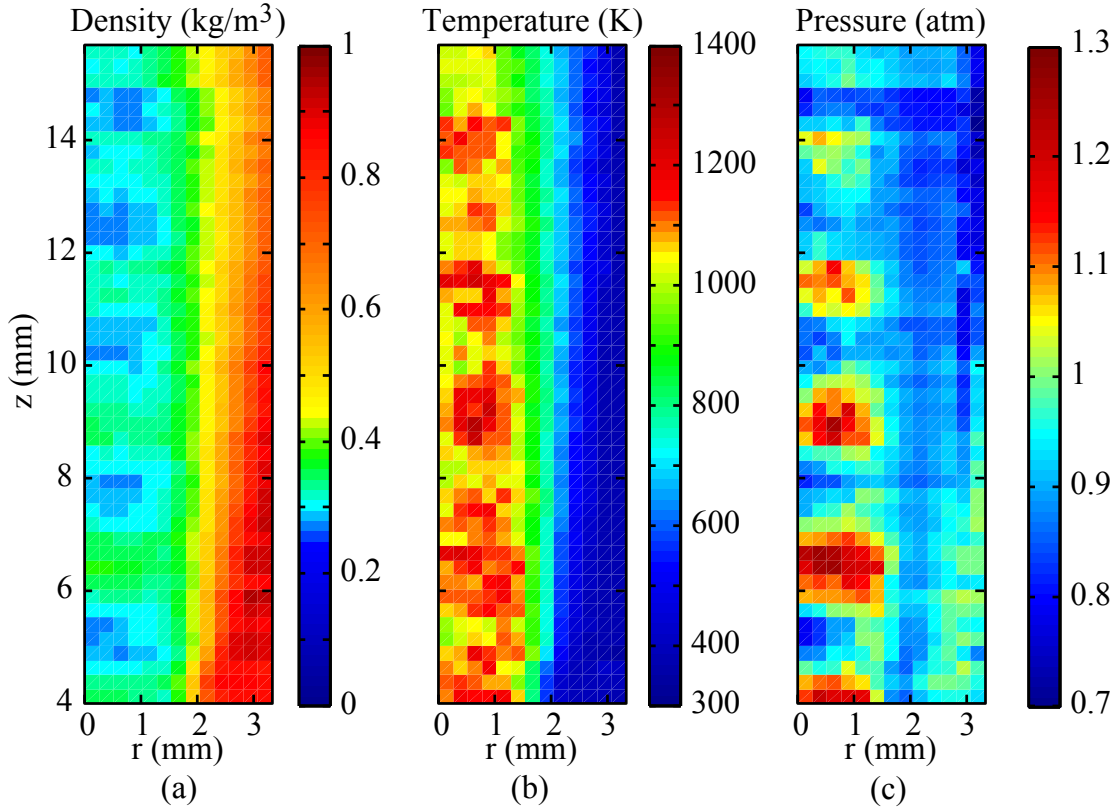 Density (kg/m3)
Temperature (K)
Pressure (atm)
z (mm)
14
12
10
8
6
4
0 1 2 3
r (mm)
(a)
1
0.8
0.6
0.4
0.2
0
0 1 2 3
r (mm)
(b)
1400
1200
1000
800
600
400
300
0 1 2 3
r (mm)
(c)
1.3
1.2
1.1
1
0.9
0.8
0.7